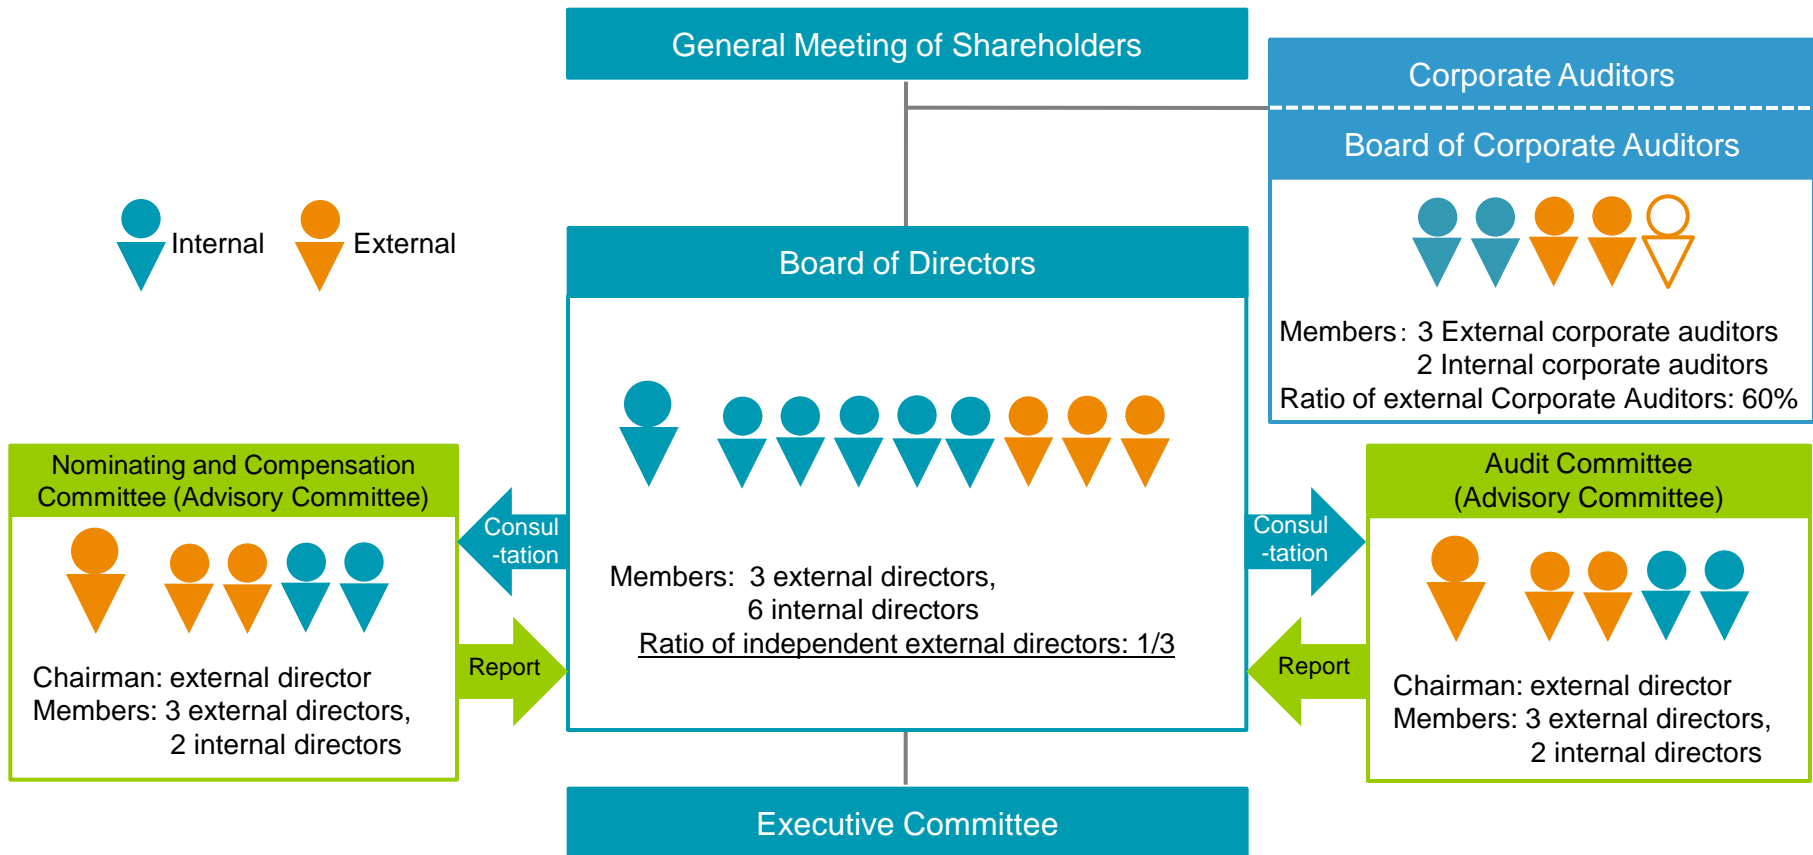 General Meeting of Shareholders
Corporate Auditors
Board of Corporate Auditors
Members: 3 External corporate auditors
2 Internal corporate auditors
Ratio of external Corporate Auditors: 60%
Internal
External
Board of Directors
Members: 3 external directors,
6 internal directors
Ratio of independent external directors: 1/3
Nominating and Compensation
Committee (Advisory Committee)
Chairman: external director
Members: 3 external directors,
2 internal directors
Consul
-tation
Report
Consul
-tation
Report
Audit Committee
(Advisory Committee)
Chairman: external director
Members: 3 external directors,
2 internal directors
Executive Committee